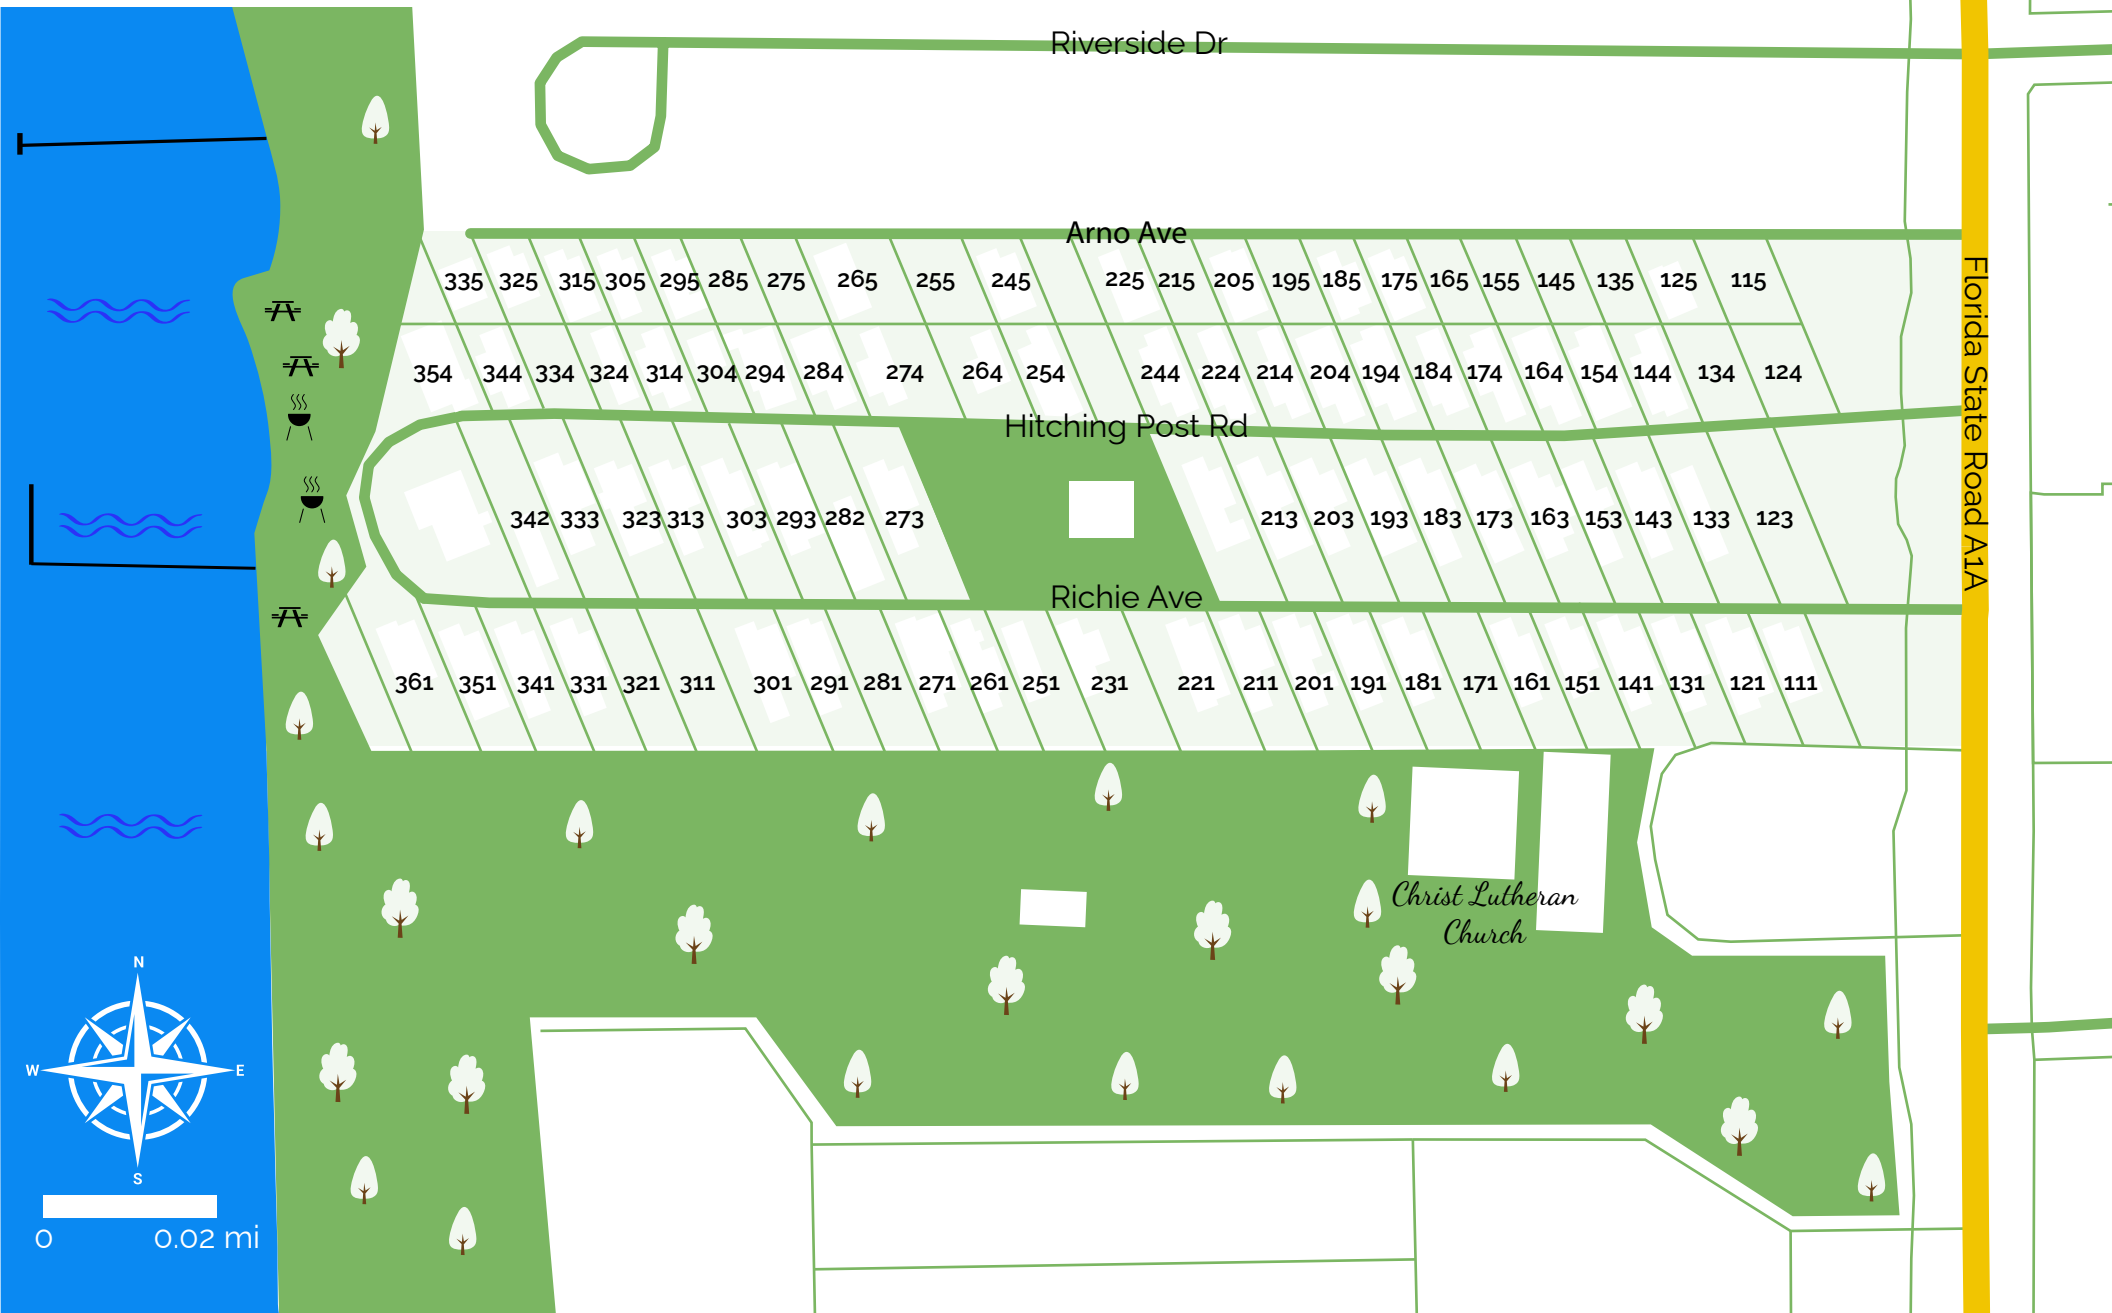 Riverside Dr
Arno Ave
335 325 315 305 295 285 275 265 255 245 225 215 205 195 185 175 165 155 145 135 125 115
354 344 334 324 314 304 294 284 274 264 254 244 224 214 204 194 184 174 164 154 144 134 124
Hitching Post Rd
342 333 323 313 303 293 282 273 213 203 193 183 173 163 153 143 133 123
Florida State Road A1A
Richie Ave
361 351 341 331 321 311 301 291 281 271 261 251 231 221 211 201 191 181 171 161 151 141 131 121 111
Christ Lutheran
Church
N
W E
S
0 0.02 mi